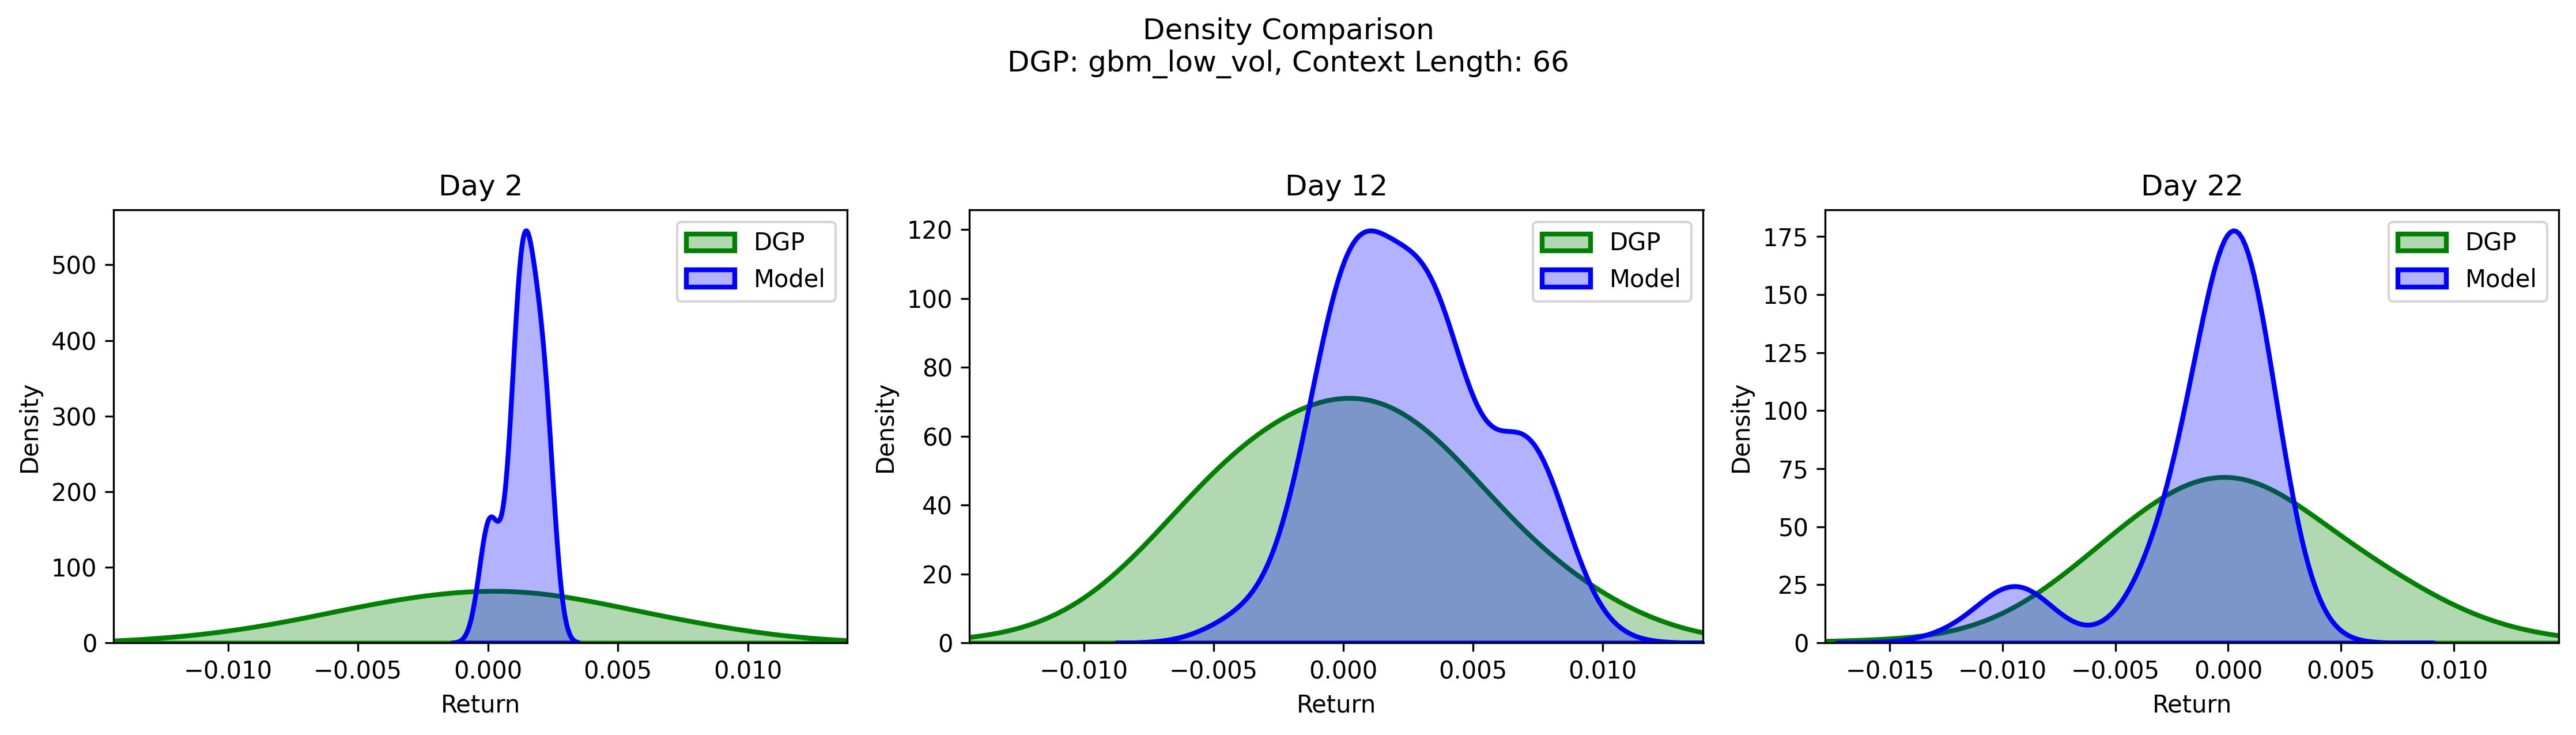 Density Comparison
DGP: gbm_low_vol, Context Length: 66
Day 2
Density
500
400
300
200
100
0
−0.010
−0.005
0.000
0.005
0.010
Return
DGP
Model
Day 12
Density
120
100
80
60
40
20
0
−0.010
−0.005
0.000
0.005
0.010
Return
DGP
Model
Day 22
Density
175
150
125
100
75
50
25
0
−0.015
−0.010
−0.005
0.000
0.005
0.010
Return
DGP
Model